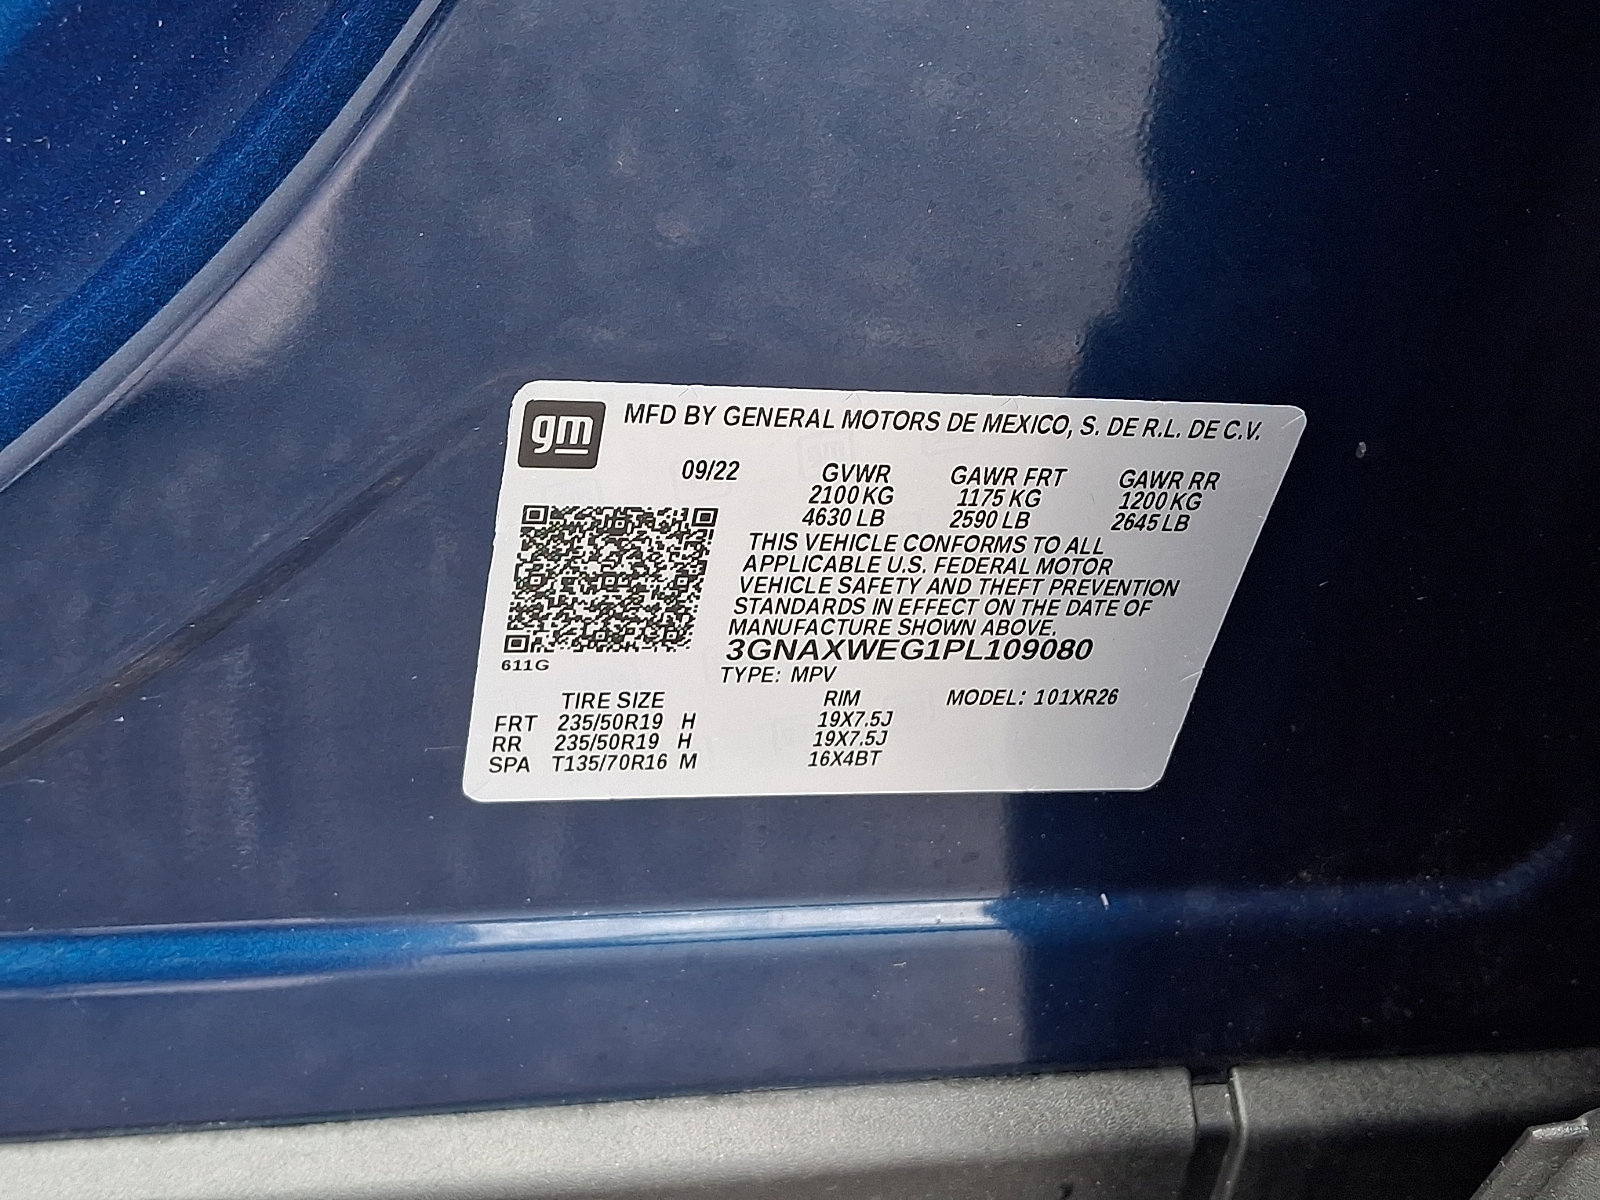 gm
MFD BY GENERAL MOTORS DE MEXICO, S. DE R.L. DE C.V.
09/22 GVWR GAWR FRT GAWR RR
2100 KG 1175 KG 1200 KG
4630 LB 2590 LB 2645 LB
THIS VEHICLE CONFORMS TO ALL
APPLICABLE U.S. FEDERAL MOTOR
VEHICLE SAFETY AND THEFT PREVENTION
STANDARDS IN EFFECT ON THE DATE OF
MANUFACTURE SHOWN ABOVE.
3GNAXWEG1PL109080
611G
TYPE: MPV
TIRE SIZE RIM MODEL: 101XR26
FRT 235/50R19 H 19X7.5J
RR 235/50R19 H 19X7.5J
SPA T135/70R16 M 16X4BT